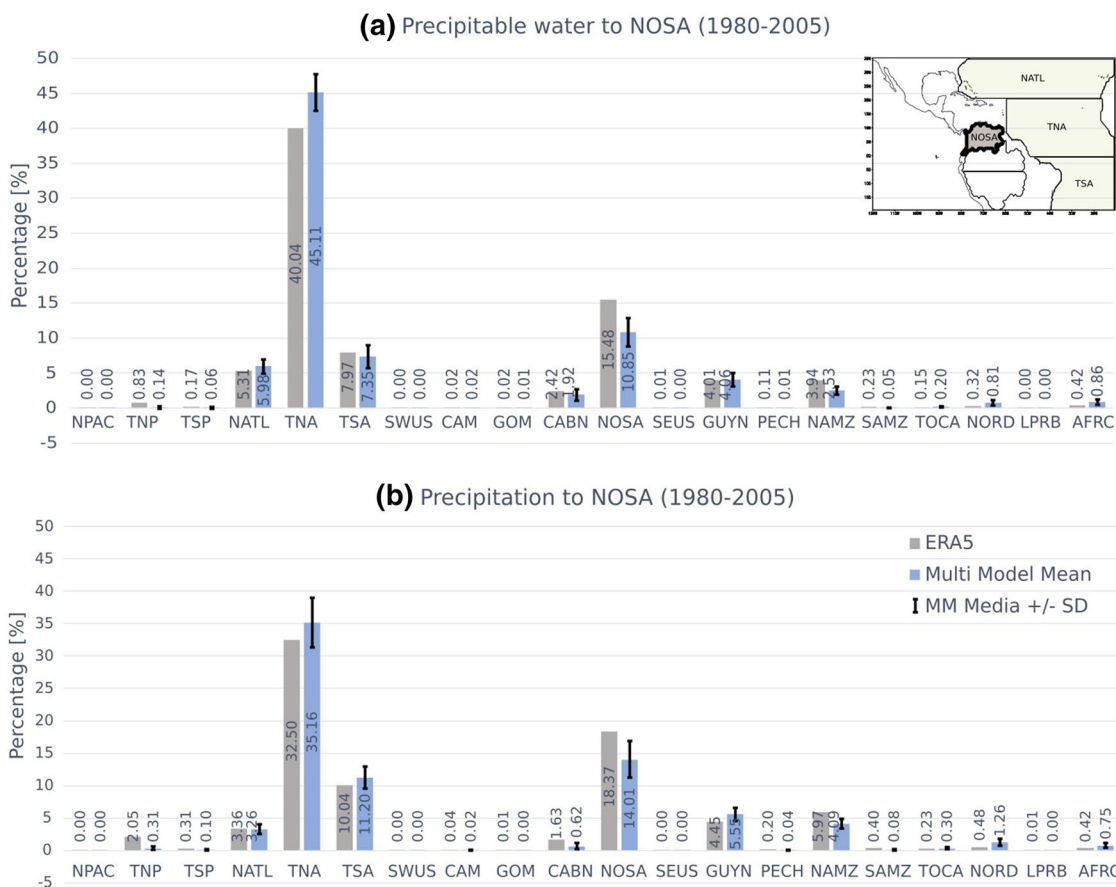 (a) Precipitable water to NOSA (1980-2005)
Percentage [%]
50
45
40
35
30
25
20
15
10
5
0
-5
0.00 0.00 0.83 0.14 0.17 0.06 5.31 5.98 40.04 45.11 7.97 7.35 0.00 0.00 0.02 0.02 0.02 0.01 2.42 1.92 15.48 10.85 0.01 0.00 4.01 4.06 0.11 0.01 3.94 2.53 0.23 0.05 0.15 0.20 0.32 0.81 0.00 0.00 0.42 0.86
NPAC TNP TSP NATL TNA TSA SWUS CAM GOM CABN NOSA SEUS GUYN PECH NAMZ SAMZ TOCA NORD LPRB AFRC
NATL
TNA
NOSA
TSA
(b) Precipitation to NOSA (1980-2005)
Percentage [%]
50
45
40
35
30
25
20
15
10
5
0
-5
ERA5
Multi Model Mean
MM Media +/- SD
0.00 0.00 2.05 0.31 0.31 0.10 3.36 3.26 32.50 35.16 10.04 11.20 0.00 0.00 0.04 0.02 0.01 0.00 1.63 0.62 18.37 14.01 0.00 0.00 4.45 5.55 0.20 0.04 5.97 4.09 0.40 0.08 0.23 0.30 0.48 1.26 0.01 0.00 0.42 0.75
NPAC TNP TSP NATL TNA TSA SWUS CAM GOM CABN NOSA SEUS GUYN PECH NAMZ SAMZ TOCA NORD LPRB AFRC